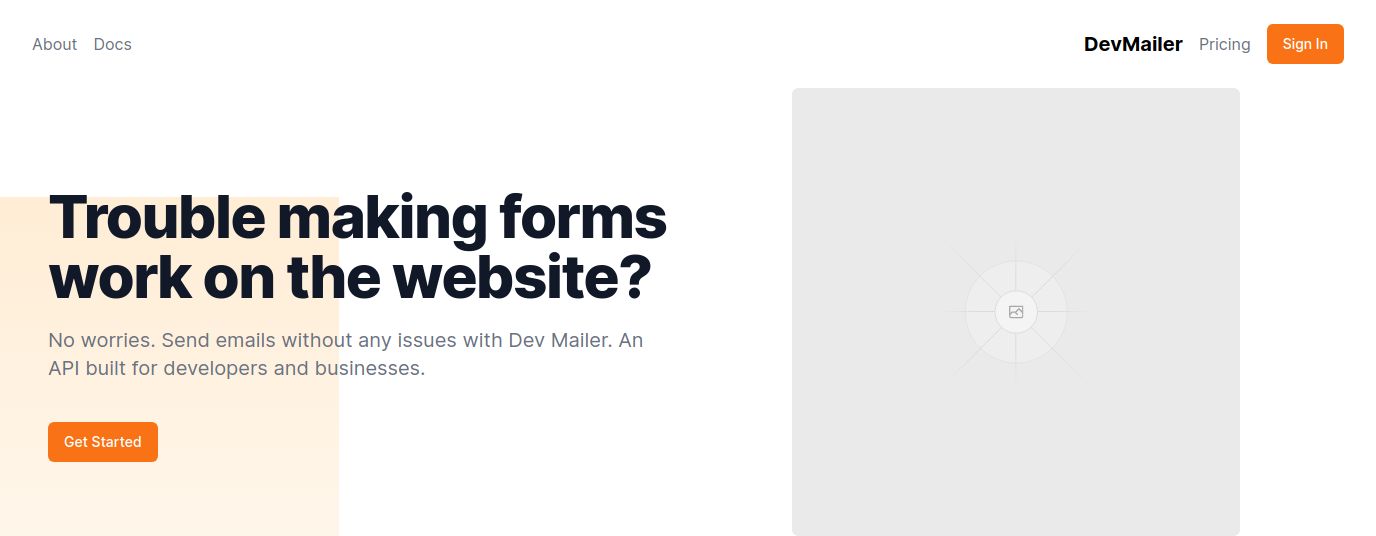 About Docs DevMailer Pricing Sign In
Trouble making forms
work on the website?
No worries. Send emails without any issues with Dev Mailer. An
API built for developers and businesses.
Get Started